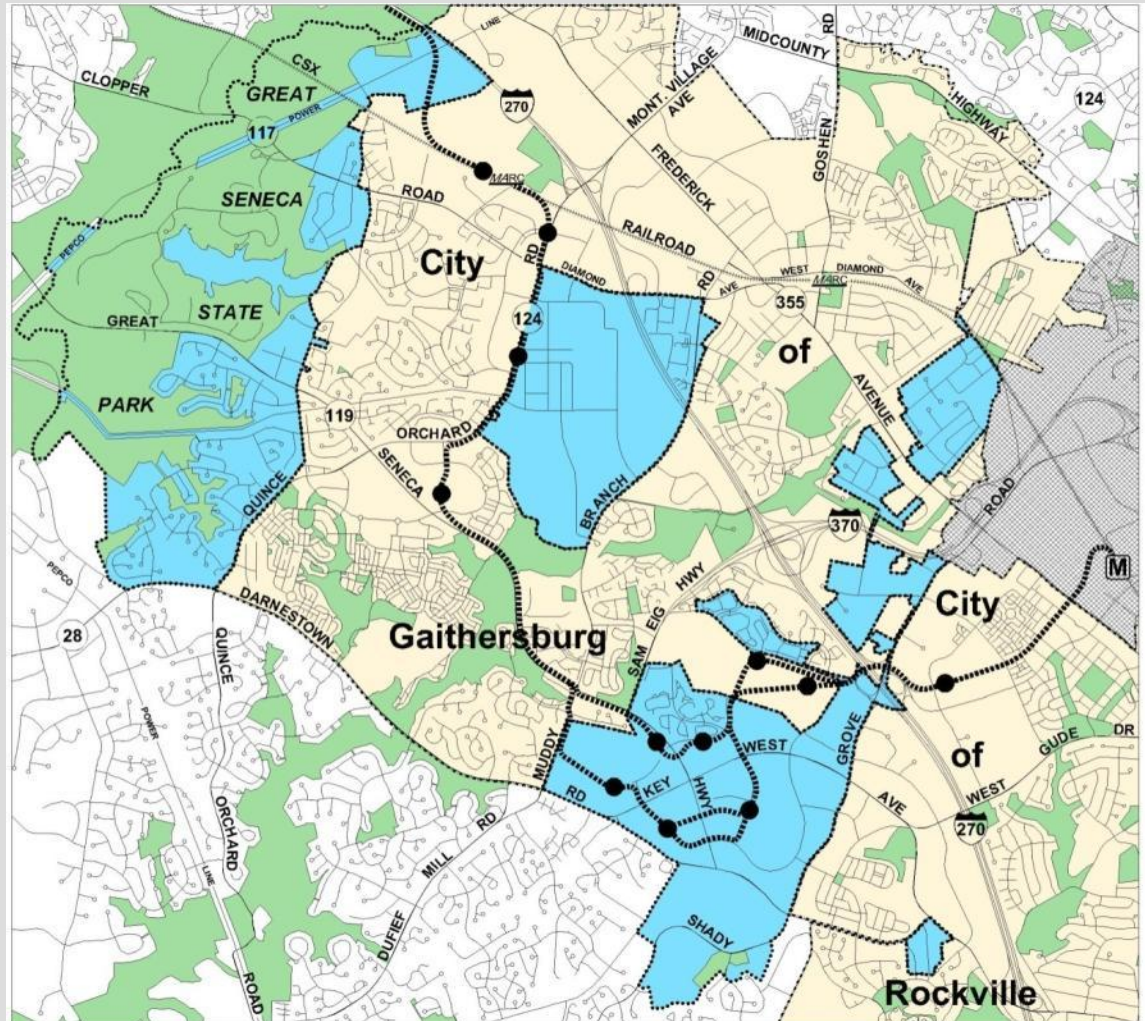 MIDCOUNTY
RD
LINE
CSX
CLOPPER
GREAT
POWER
270
MONT. VILLAGE
AVE
HIGHWAY
124
117
GOSHEN
FREDERICK
MARC
SENECA
ROAD
RAILROAD
City
RD
DIAMOND
RD
WEST DIAMOND
AVE
AVE
MARC
PEPCO
355
GREAT
STATE
124
of
PARK
119
AVENUE
ORCHARD
SENECA
QUINCE
BRANCH
ROAD
370
M
HWY
City
PEPCO
DARNESTOWN
28
QUINCE
Gaithersburg
EIG
SAM
POWER
MUDDY
WEST
GROVE
of
GUDE
DR
RD
KEY
HWY
AVE
WEST
270
ORCHARD
RD
MILL
DUFIEF
LINE
SHADY
ROAD
Rockville